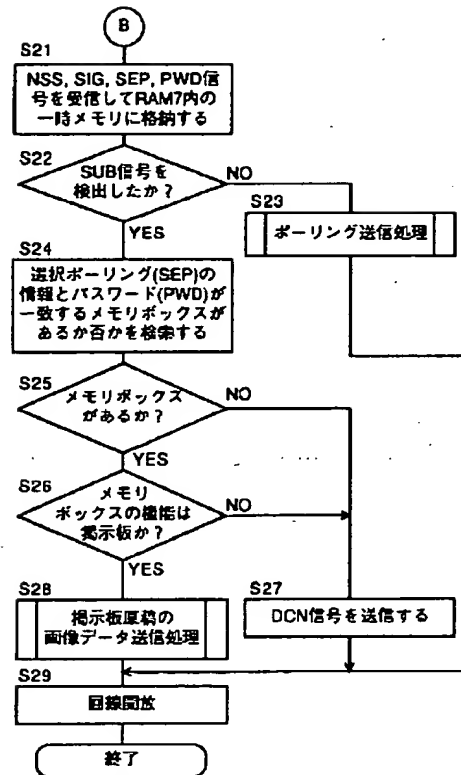 B
S21
NSS, SIG, SEP, PWD信
号を受信してRAM7内の
一時メモリに格納する
S22
SUB信号を
検出したか？
NO
YES
S23
ポーリング送信処理
S24
選択ポーリング(SEP)の
情報とパスワード(PWD)が
一致するメモリボックスが
あるか否かを検索する
S25
メモリボックス
があるか？
NO
YES
S26
メモリ
ボックスの機能は
掲示板か？
NO
YES
S27
DCN信号を送信する
S28
掲示板原稿の
画像データ送信処理
S29
回線開放
終了